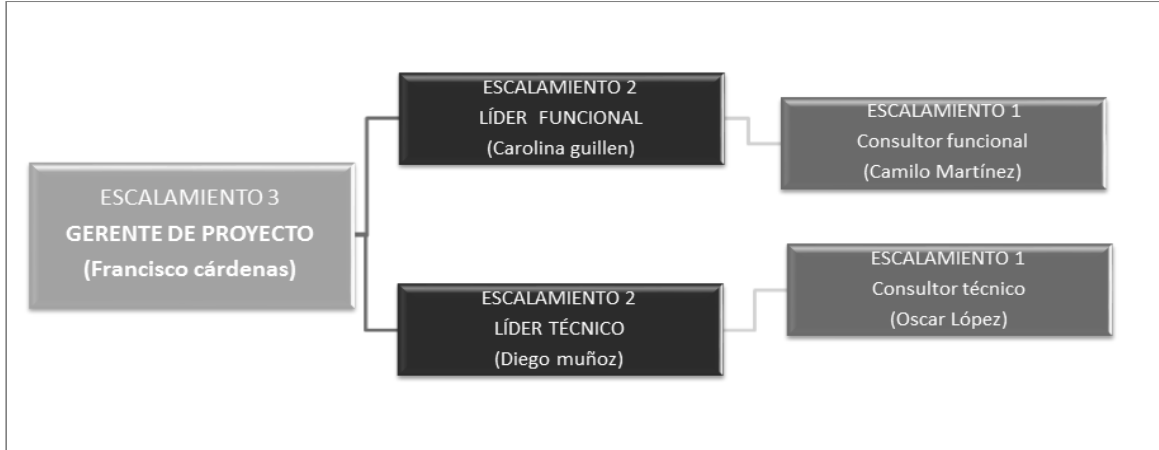 ESCALAMIENTO 3
GERENTE DE PROYECTO
(Francisco cárdenas)
ESCALAMIENTO 2
LÍDER FUNCIONAL
(Carolina guillen)
ESCALAMIENTO 2
LÍDER TÉCNICO
(Diego muñoz)
ESCALAMIENTO 1
Consultor funcional
(Camilo Martínez)
ESCALAMIENTO 1
Consultor técnico
(Oscar López)